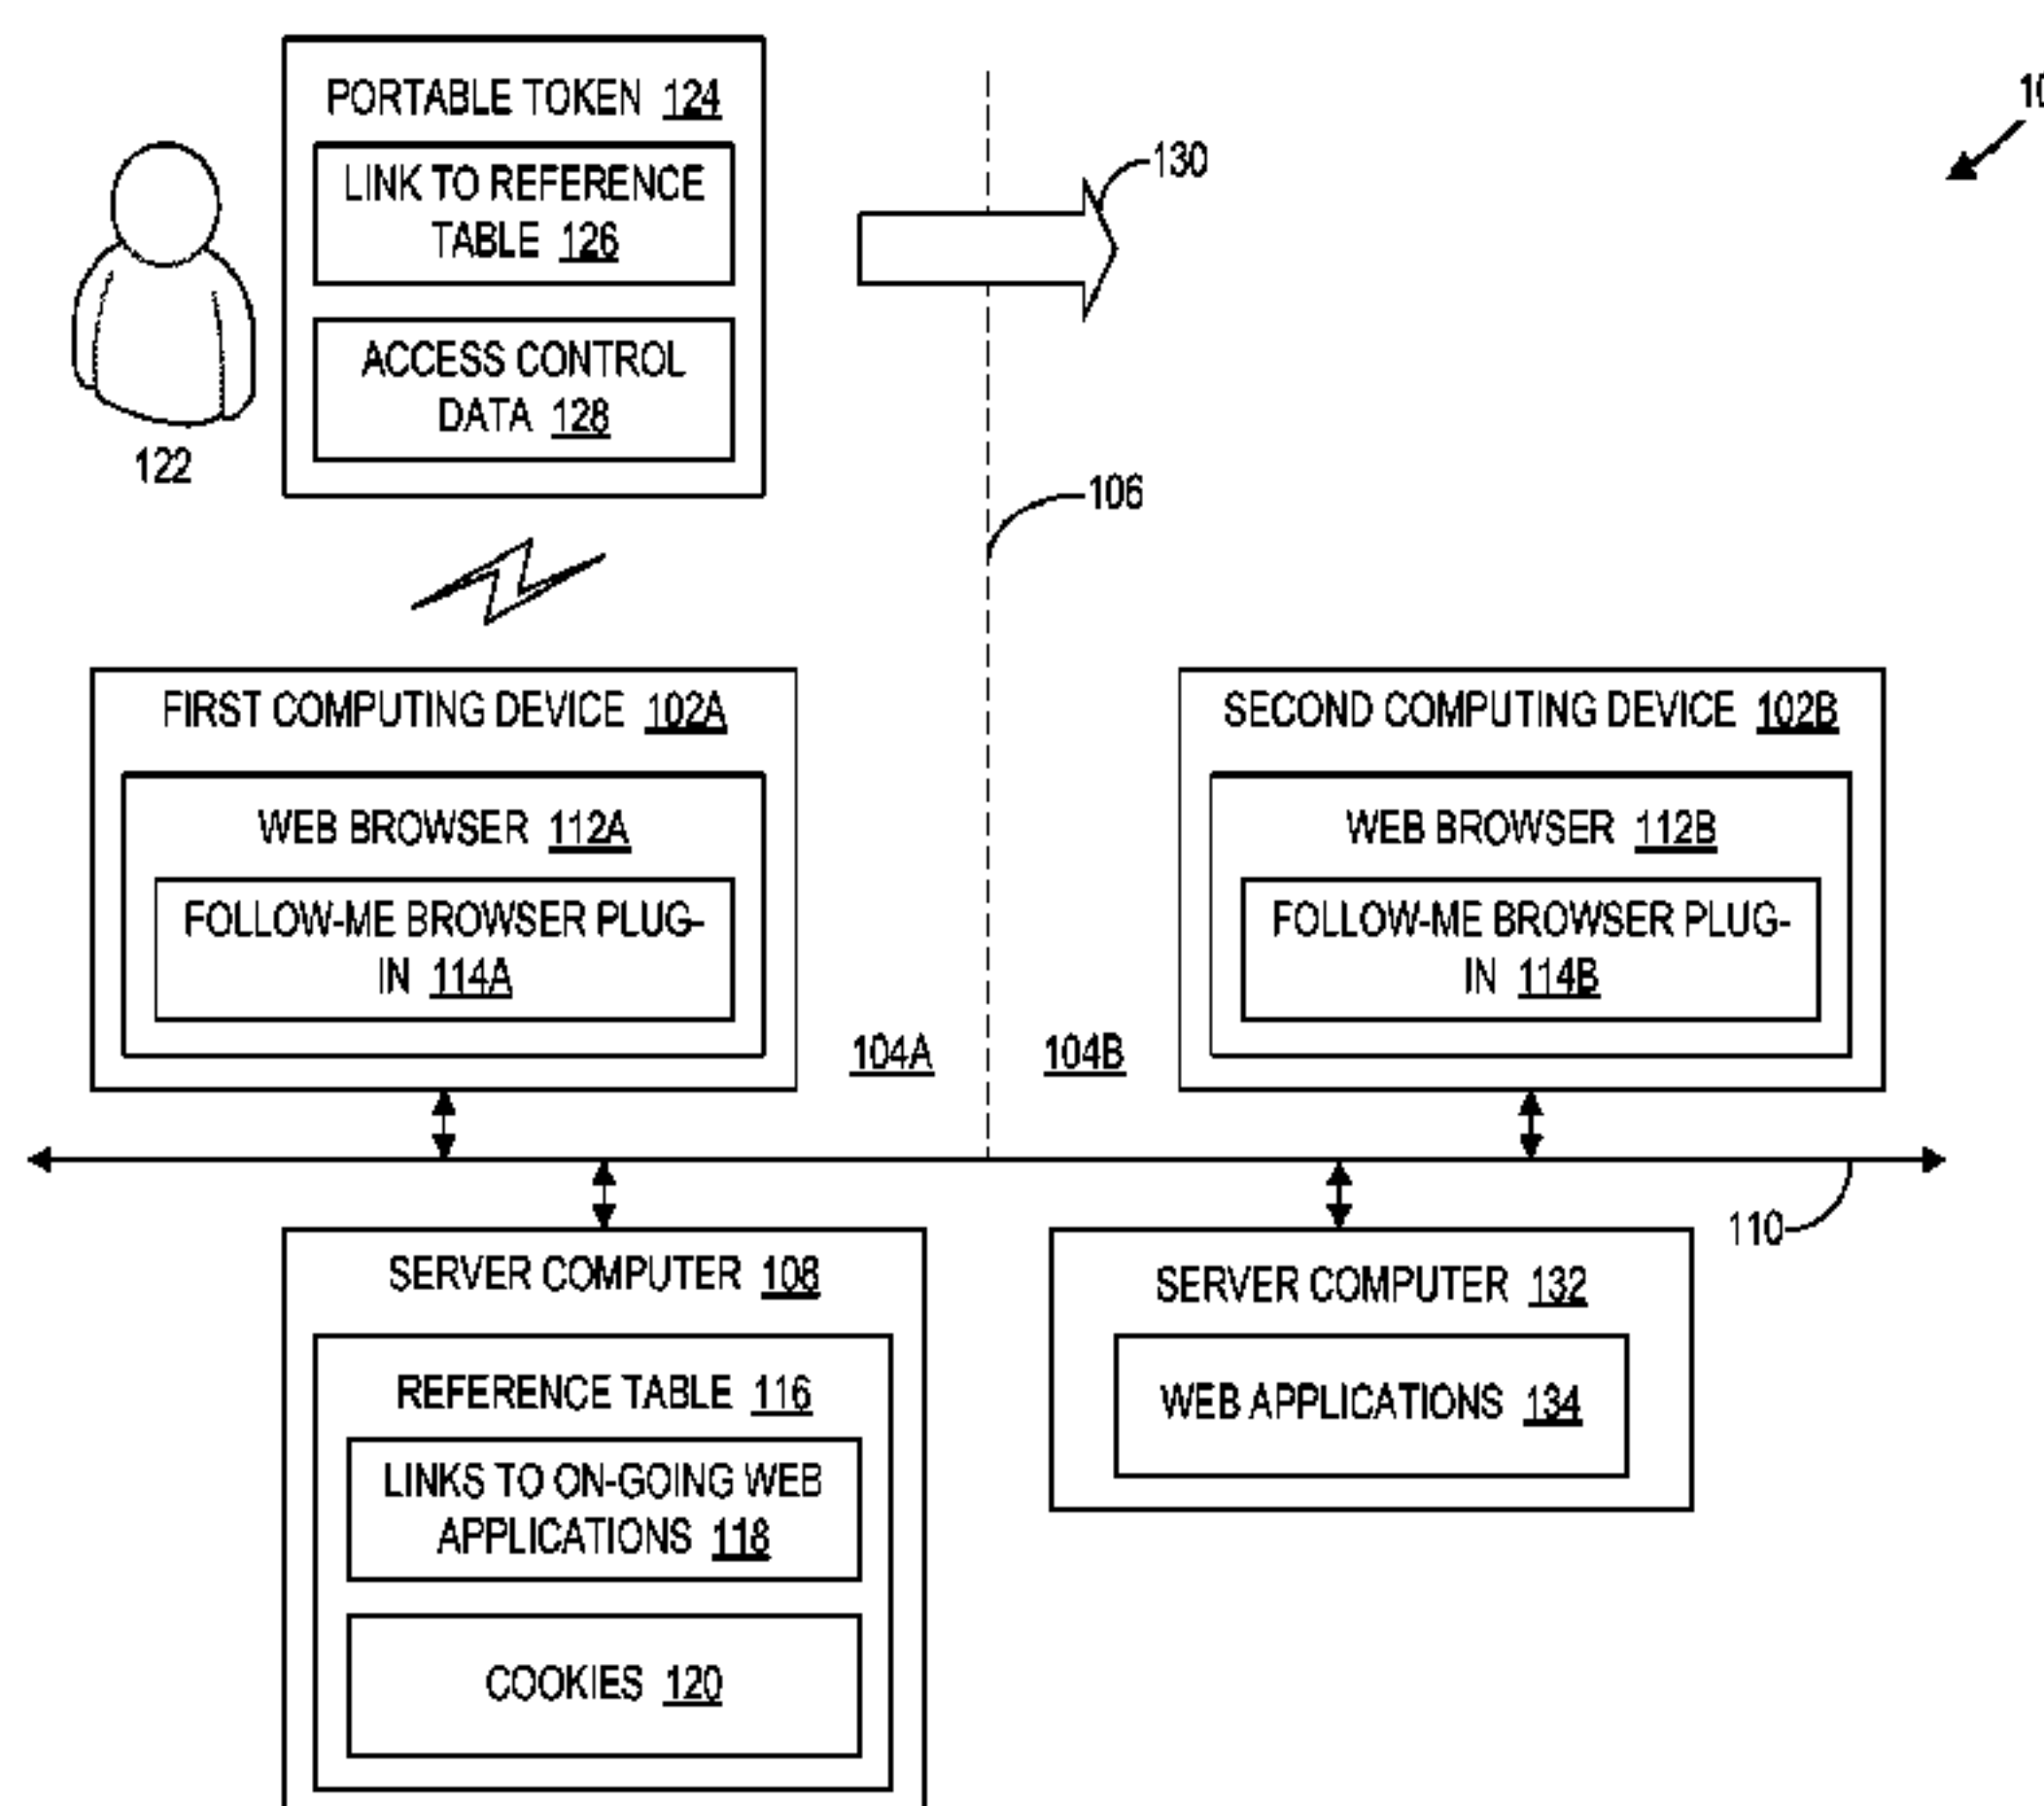 PORTABLE TOKEN 124
LINK TO REFERENCE
TABLE 126
ACCESS CONTROL
DATA 128
122
130
106
FIRST COMPUTING DEVICE 102A
WEB BROWSER 112A
FOLLOW-ME BROWSER PLUG-
IN 114A
104A
104B
SECOND COMPUTING DEVICE 102B
WEB BROWSER 112B
FOLLOW-ME BROWSER PLUG-
IN 114B
110
SERVER COMPUTER 108
REFERENCE TABLE 116
LINKS TO ON-GOING WEB
APPLICATIONS 118
COOKIES 120
SERVER COMPUTER 132
WEB APPLICATIONS 134